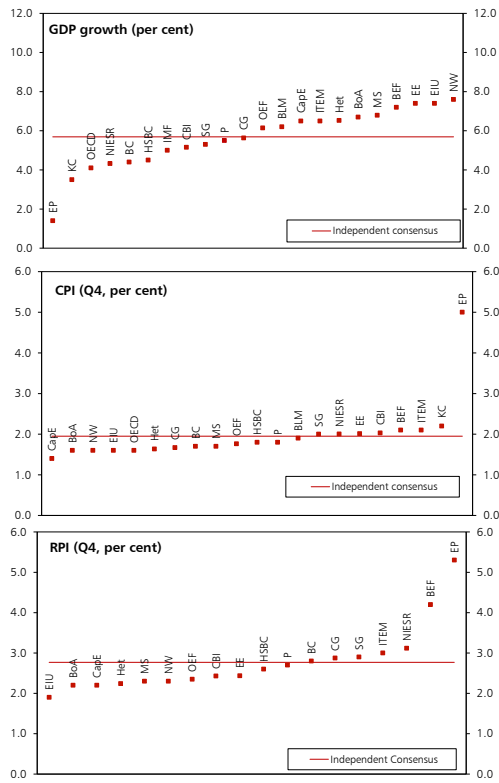 GDP growth (per cent)
12.0 12.0
10.0 10.0
8.0 8.0
6.0 6.0
4.0 4.0
2.0 2.0
0.0 0.0
EP KC OECD NIESR BC HSBC IMF CBI SG P CG OEF BLM CapE ITEM Het BoA MS BEF EE EIU NW
Independent consensus
CPI (Q4, per cent)
6.0 6.0
5.0 5.0
4.0 4.0
3.0 3.0
2.0 2.0
1.0 1.0
0.0 0.0
CapE BoA NW EIU OECD Het CG BC MS OEF HSBC P BLM SG NIESR EE CBI BEF ITEM KC EP
Independent consensus
RPI (Q4, per cent)
6.0 6.0
5.0 5.0
4.0 4.0
3.0 3.0
2.0 2.0
1.0 1.0
0.0 0.0
EIU BoA CapE Het MS NW OEF CBI EE HSBC P BC CG SG ITEM NIESR BEF EP
Independent Consensus